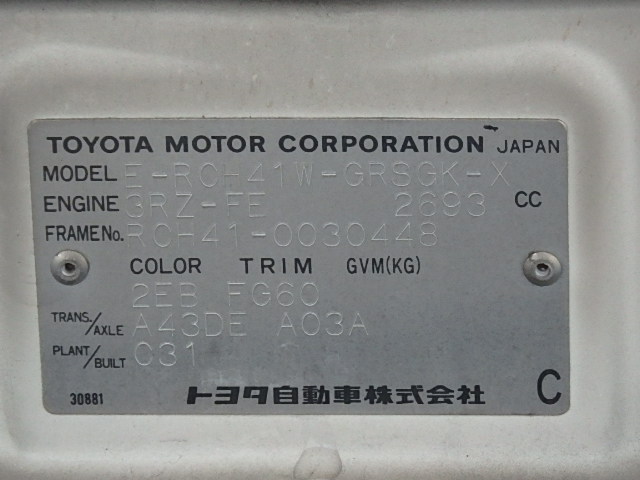 TOYOTA MOTOR CORPORATION JAPAN
MODEL E-RCH41W-GRSGK-X
ENGINE 3RZ-FE 2693 CC
FRAME No. RCH41-0030448
COLOR TRIM GVM(KG)
2EB FG60
TRANS./AXLE A43DE A03A
PLANT/BUILT C31
30881 トヨタ自動車株式会社 C